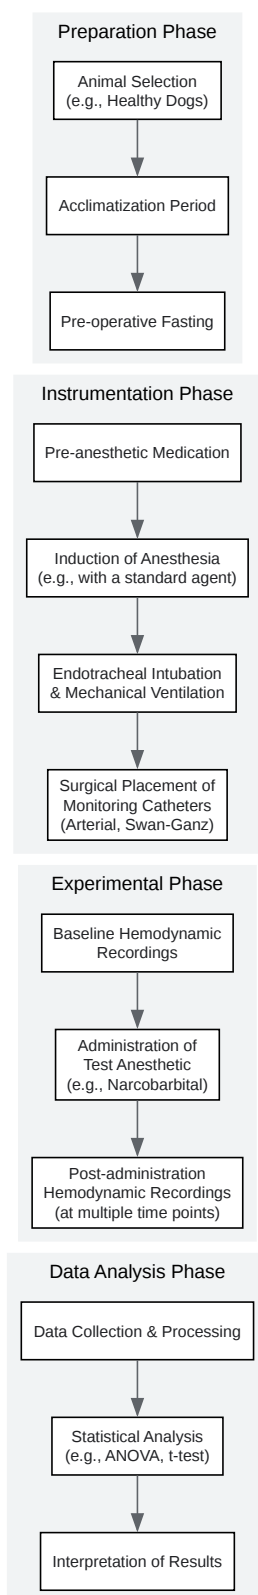 Preparation Phase
Animal Selection
(e.g., Healthy Dogs)
Acclimatization Period
Pre-operative Fasting
Instrumentation Phase
Pre-anesthetic Medication
Induction of Anesthesia
(e.g., with a standard agent)
Endotracheal Intubation
& Mechanical Ventilation
Surgical Placement of
Monitoring Catheters
(Arterial, Swan-Ganz)
Experimental Phase
Baseline Hemodynamic
Recordings
Administration of
Test Anesthetic
(e.g., Narcobarbital)
Post-administration
Hemodynamic Recordings
(at multiple time points)
Data Analysis Phase
Data Collection & Processing
Statistical Analysis
(e.g., ANOVA, t-test)
Interpretation of Results